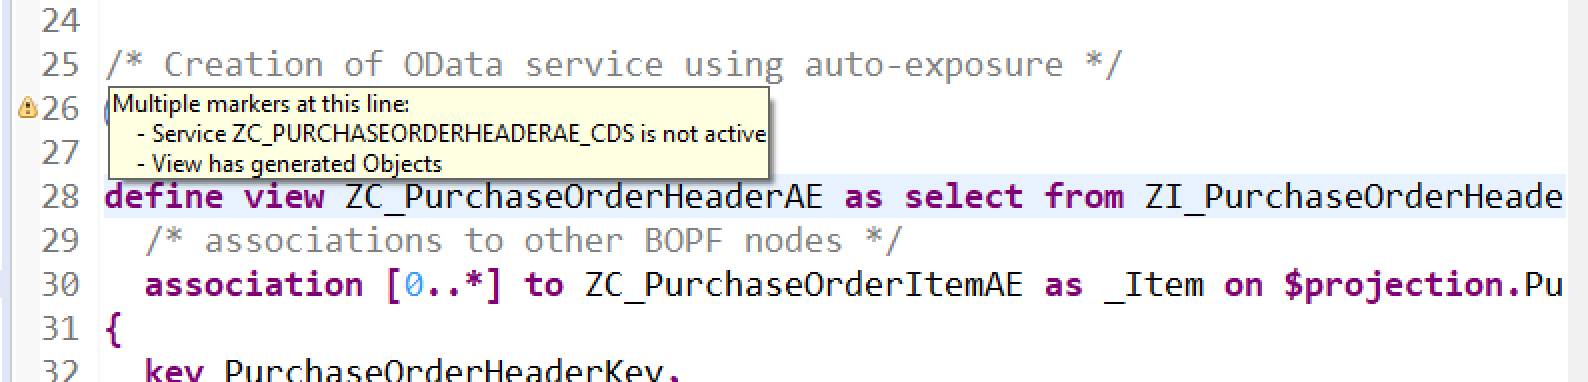 24
25 /* Creation of OData service using auto-exposure */
26
Multiple markers at this line:
- Service ZC_PURCHASEORDERHEADERAE_CDS is not active
- View has generated Objects
27
28 define view ZC_PurchaseOrderHeaderAE as select from ZI_PurchaseOrderHeade
29 /* associations to other BOPF nodes */
30 association [0..*] to ZC_PurchaseOrderItemAE as _Item on $projection.Pu
31 {
32 key PurchaseOrderHeaderKey,